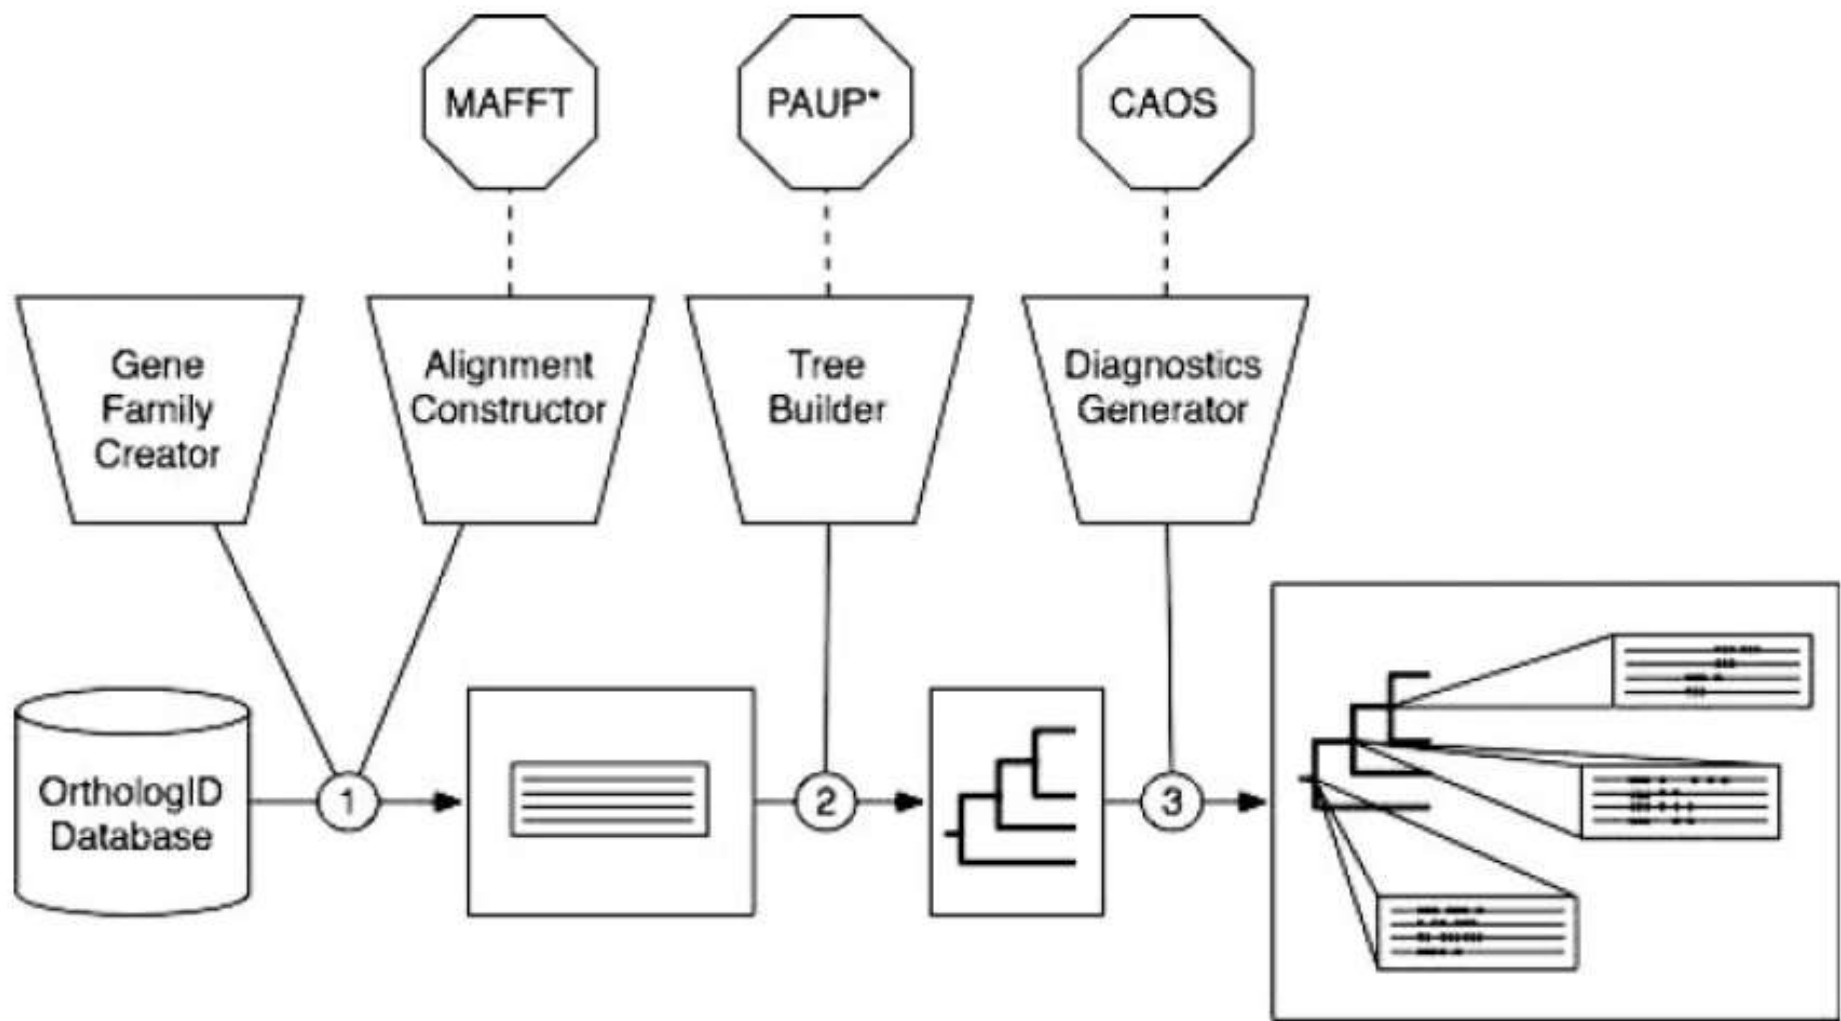 MAFFT
PAUP*
CAOS
Gene
Family
Creator
Alignment
Constructor
Tree
Builder
Diagnostics
Generator
OrthologID
Database
1
2
3